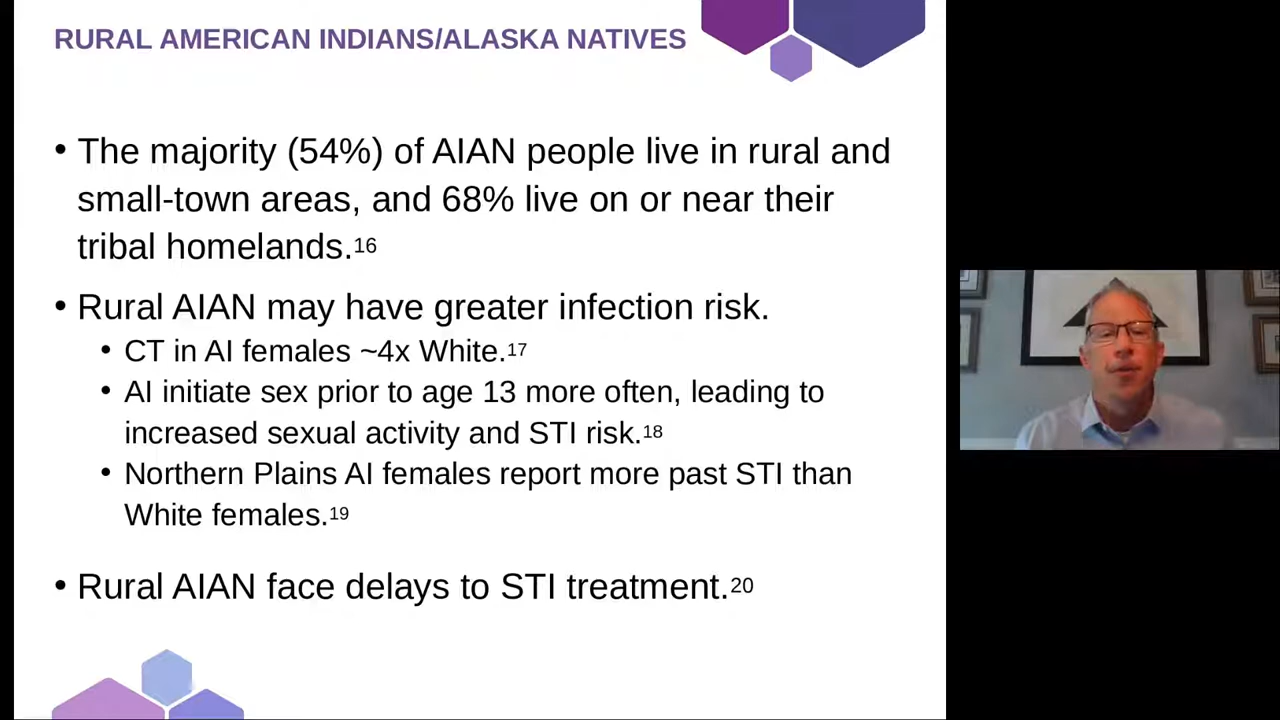 RURAL AMERICAN INDIANS/ALASKA NATIVES
• The majority (54%) of AIAN people live in rural and
small-town areas, and 68% live on or near their
tribal homelands.16
• Rural AIAN may have greater infection risk.
• CT in AI females ~4x White.17
• AI initiate sex prior to age 13 more often, leading to
increased sexual activity and STI risk.18
• Northern Plains AI females report more past STI than
White females.19
• Rural AIAN face delays to STI treatment.20